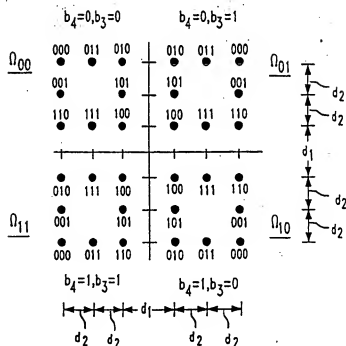 b4=0,b3=0 b4=0,b3=1
000 011 010 010 011 000
Ω00 Ω01
001 101 101 001 d2
110 111 100 100 111 110 d2
d1
010 111 100 100 111 110 d2
Ω11 001 101 101 001 Ω10 d2
000 011 110 010 011 000
b4=1,b3=1 b4=1,b3=0
d1
d2 d2 d2 d2